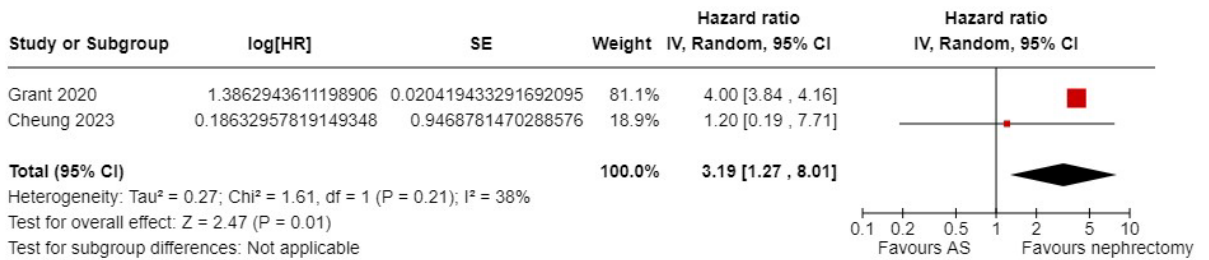 Hazard ratio Hazard ratio
Study or Subgroup log[HR] SE Weight IV, Random, 95% CI IV, Random, 95% CI
Grant 2020 1.3862943611198906 0.020419433291692095 81.1% 4.00 [3.84 , 4.16]
Cheung 2023 0.18632957819149348 0.9468781470288576 18.9% 1.20 [0.19 , 7.71]
Total (95% CI) 100.0% 3.19 [1.27 , 8.01]
Heterogeneity: Tau² = 0.27; Chi² = 1.61, df = 1 (P = 0.21); I² = 38%
Test for overall effect: Z = 2.47 (P = 0.01)
Test for subgroup differences: Not applicable
0.1 0.2 0.5 1 2 5 10
Favours AS Favours nephrectomy